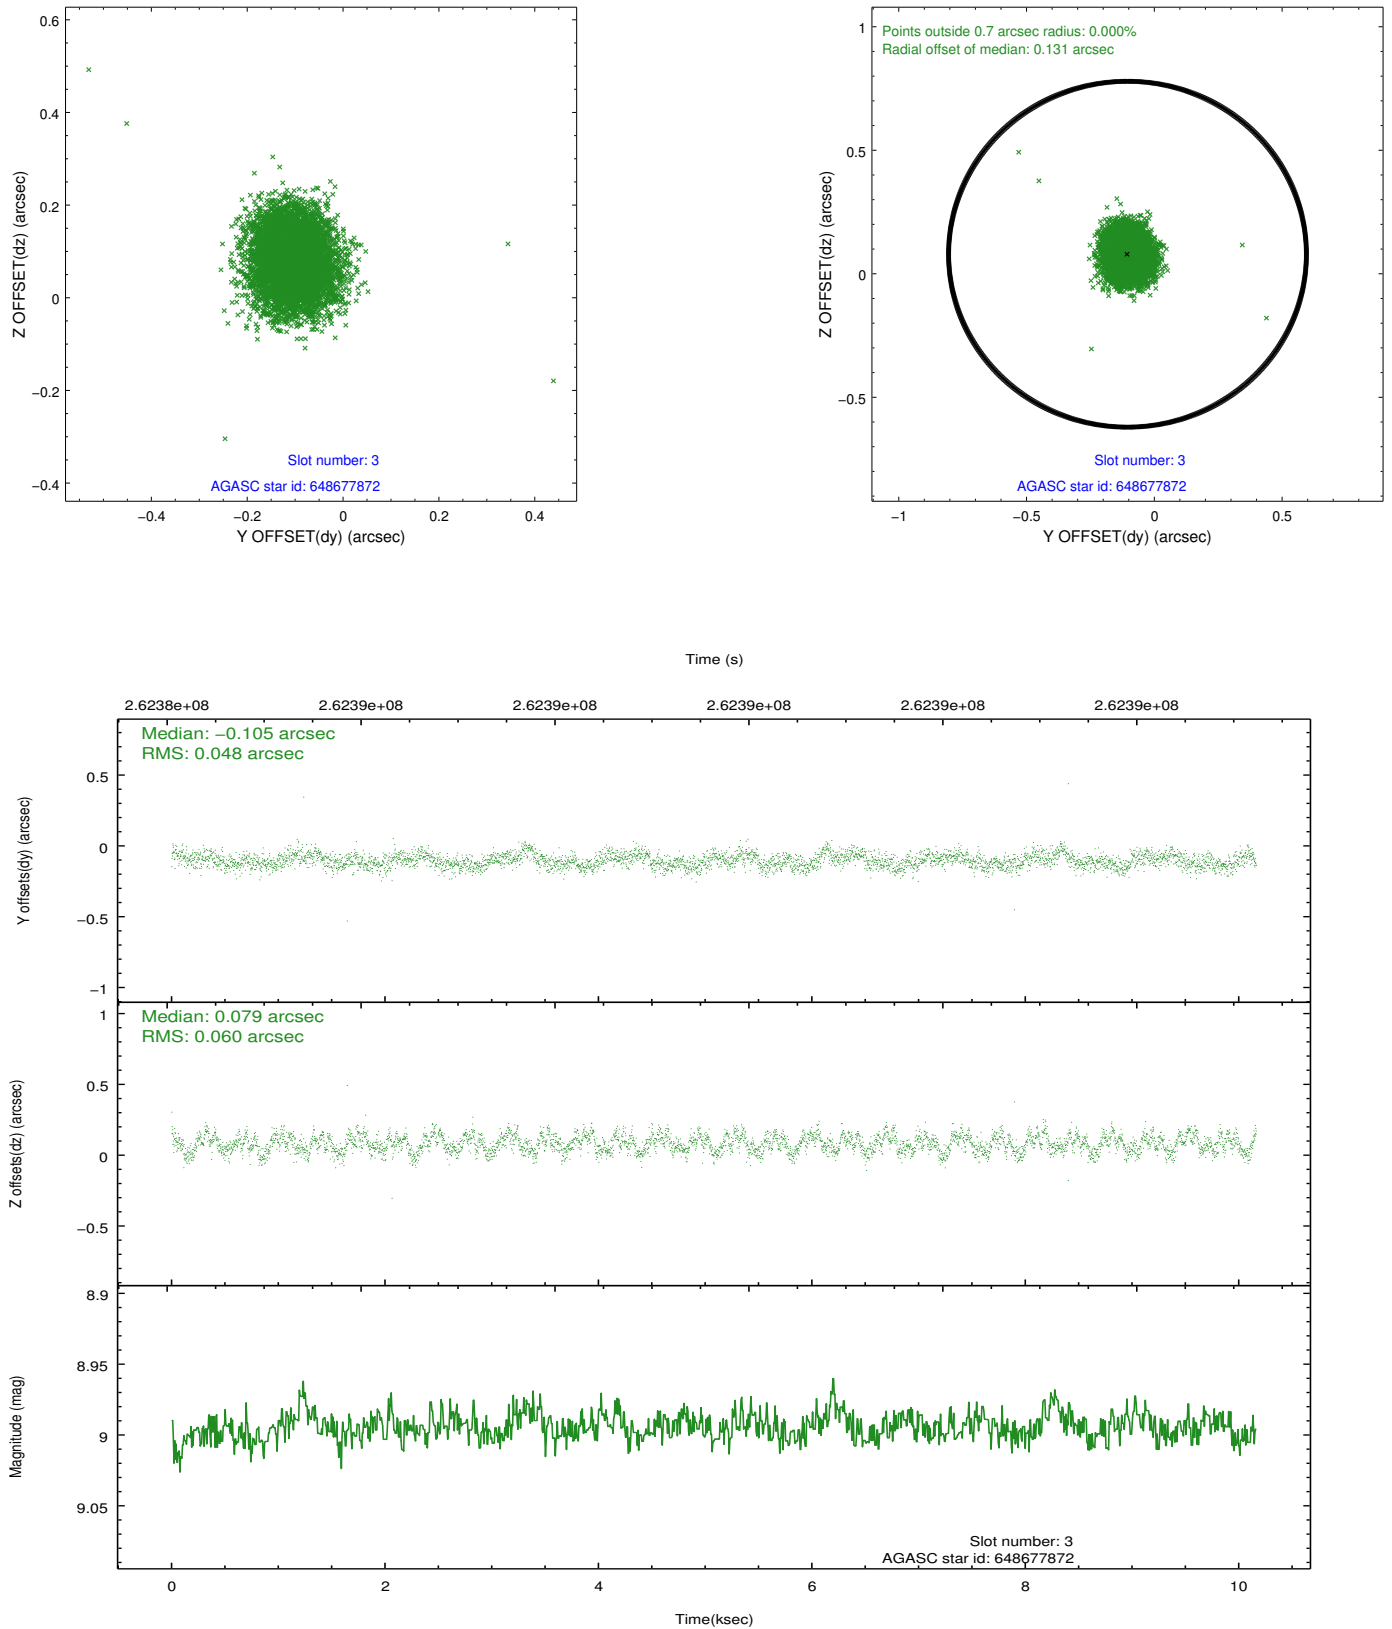 0.6
0.4
0.2
0
−0.2
−0.4
Z OFFSET(dz) (arcsec)
Slot number: 3
AGASC star id: 648677872
−0.4 −0.2 0 0.2 0.4
Y OFFSET(dy) (arcsec)
Points outside 0.7 arcsec radius: 0.000%
Radial offset of median: 0.131 arcsec
1
0.5
0
−0.5
Z OFFSET(dz) (arcsec)
Slot number: 3
AGASC star id: 648677872
−1 −0.5 0 0.5
Y OFFSET(dy) (arcsec)
Time (s)
2.6238e+08 2.6239e+08 2.6239e+08 2.6239e+08 2.6239e+08 2.6239e+08
Median: −0.105 arcsec
RMS: 0.048 arcsec
0.5
0
−0.5
−1
Y offsets(dy) (arcsec)
Median: 0.079 arcsec
RMS: 0.060 arcsec
1
0.5
0
−0.5
Z offsets(dz) (arcsec)
8.9
8.95
9
9.05
Magnitude (mag)
Slot number: 3
AGASC star id: 648677872
0 2 4 6 8 10
Time(ksec)